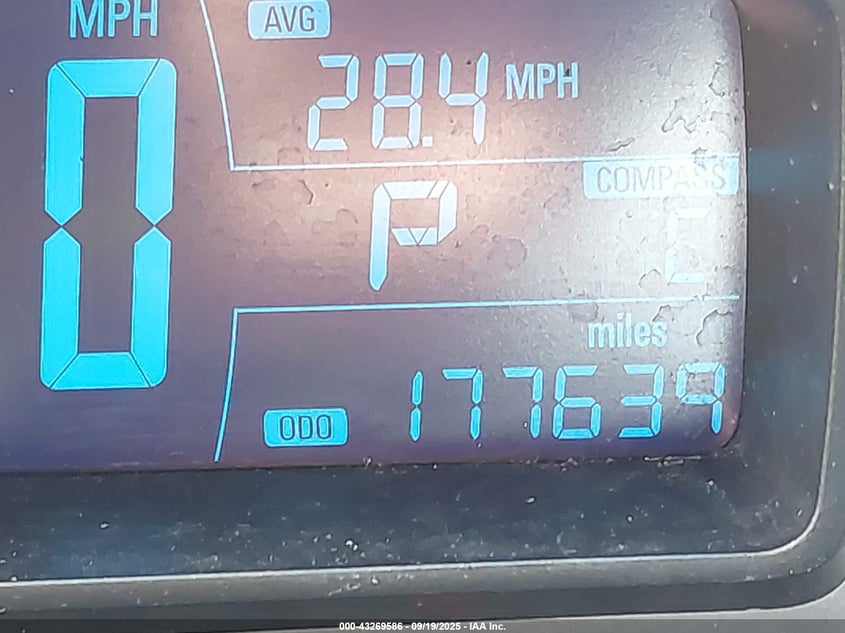 MPH
AVG
0
28.4 MPH
COMPASS
P
E
miles
ODO 177639
000-43269586 - 09/19/2025 - IAA Inc.